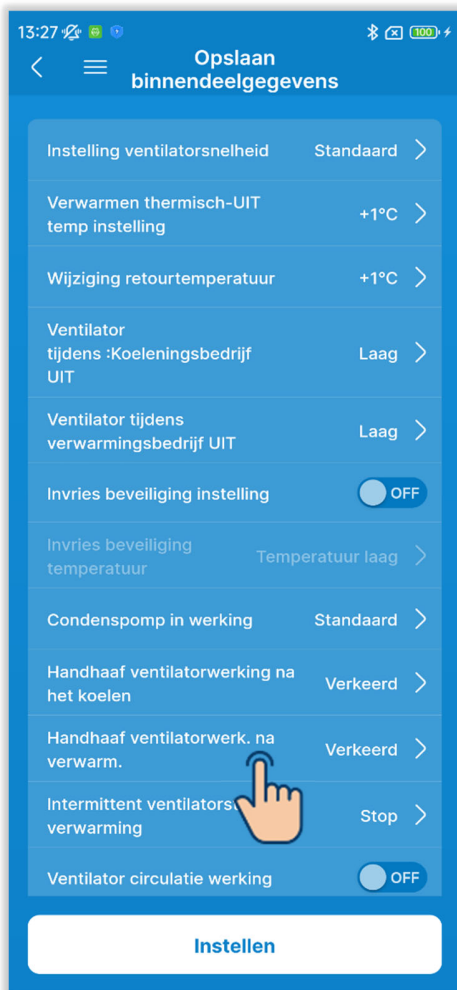 13:27
100
Opslaan
binnendeelgegevens
Instelling ventilatorsnelheid Standaard
Verwarmen thermisch-UIT
temp instelling +1°C
Wijziging retourtemperatuur +1°C
Ventilator
tijdens :Koeleningsbedrijf
UIT Laag
Ventilator tijdens
verwarmingsbedrijf UIT Laag
Invries beveiliging instelling OFF
Invries beveiliging
temperatuur Temperatuur laag
Condenspomp in werking Standaard
Handhaaf ventilatorwerking na
het koelen Verkeerd
Handhaaf ventilatorwerk. na
verwarm. Verkeerd
Intermittent
verwarming Stop
Ventilator circulatie werking OFF
Instellen